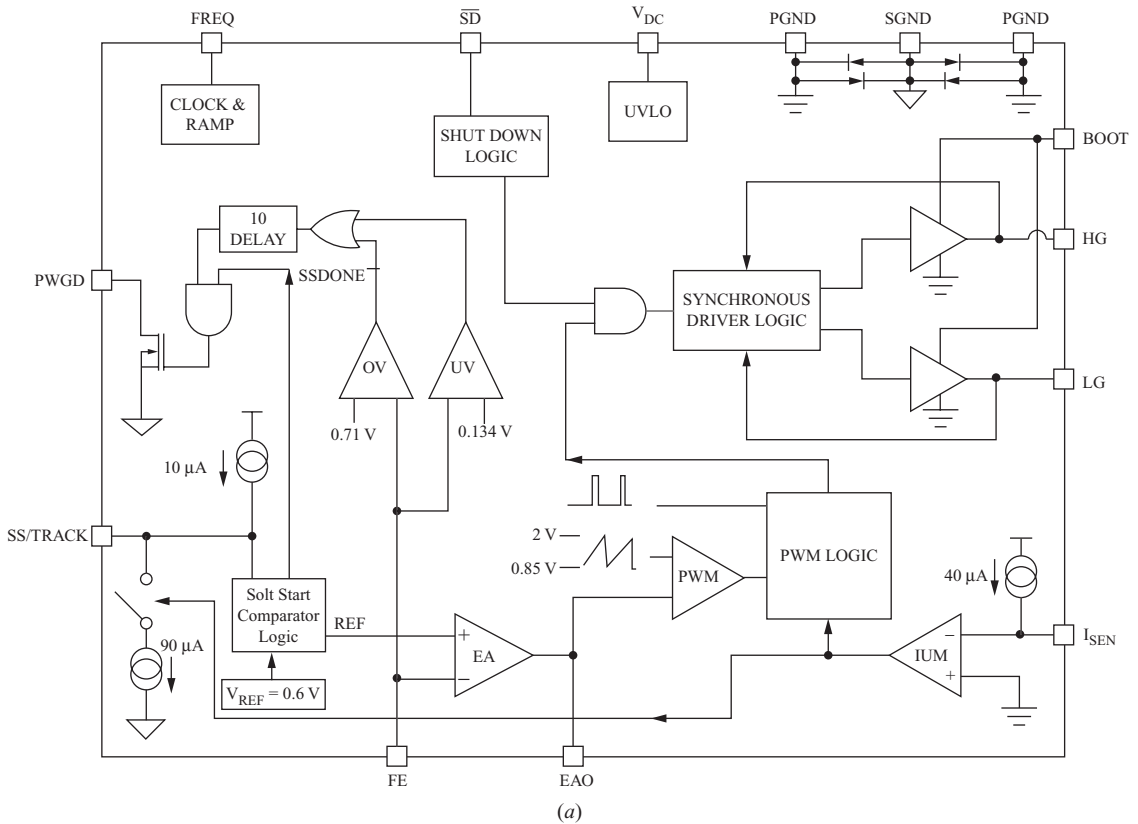 FREQ
SD
VDC
PGND
SGND
PGND
CLOCK &
RAMP
UVLO
SHUT DOWN
LOGIC
BOOT
10
DELAY
HG
PWGD
SSDONE
SYNCHRONOUS
DRIVER LOGIC
OV
UV
LG
0.71 V
0.134 V
10 µA
SS/TRACK
2 V
0.85 V
PWM
PWM LOGIC
40 µA
Solt Start
Comparator
Logic
REF
90 µA
+
−
EA
−
+
IUM
ISEN
VREF = 0.6 V
FE
EAO
(a)